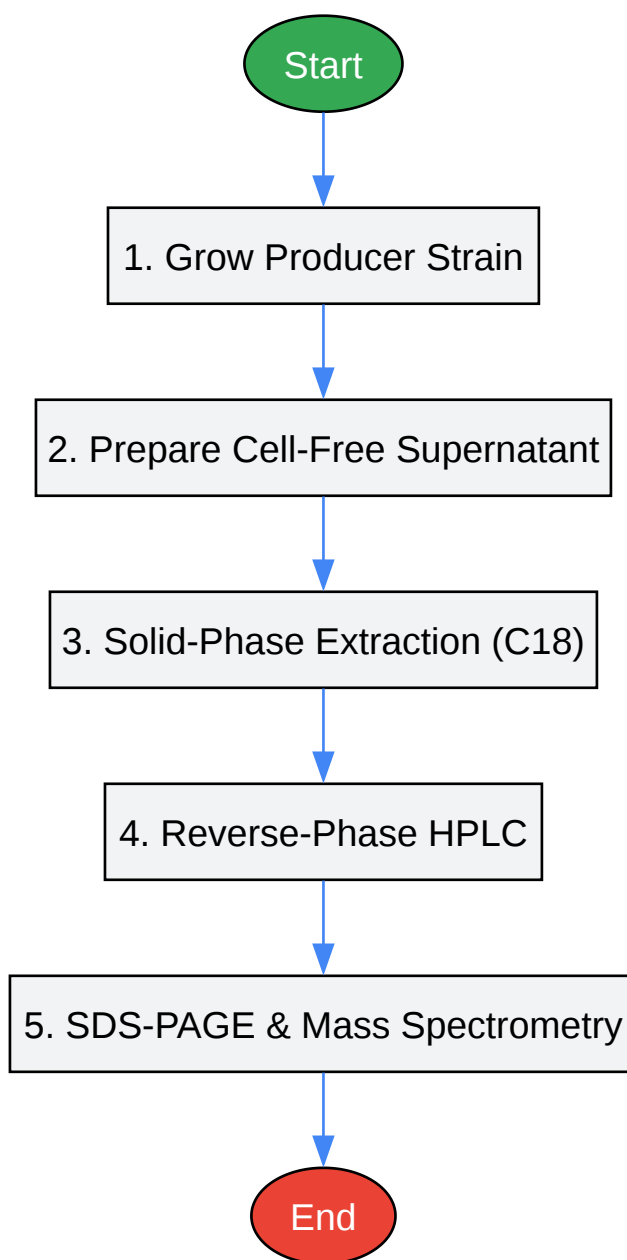 Start
1. Grow Producer Strain
2. Prepare Cell-Free Supernatant
3. Solid-Phase Extraction (C18)
4. Reverse-Phase HPLC
5. SDS-PAGE & Mass Spectrometry
End